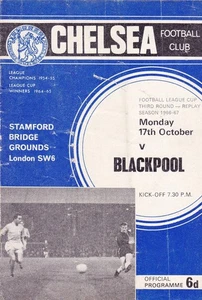 CHELSEA
FOOTBALL
CLUB
LEAGUE
CHAMPIONS 1954-55
LEAGUE CUP
WINNERS 1964-65
STAMFORD
BRIDGE
GROUNDS
London SW6
FOOTBALL LEAGUE CUP
THIRD ROUND — REPLAY
SEASON 1966-67
Monday
17th October
v
BLACKPOOL
KICK-OFF 7.30 P.M.
OFFICIAL
PROGRAMME 6d